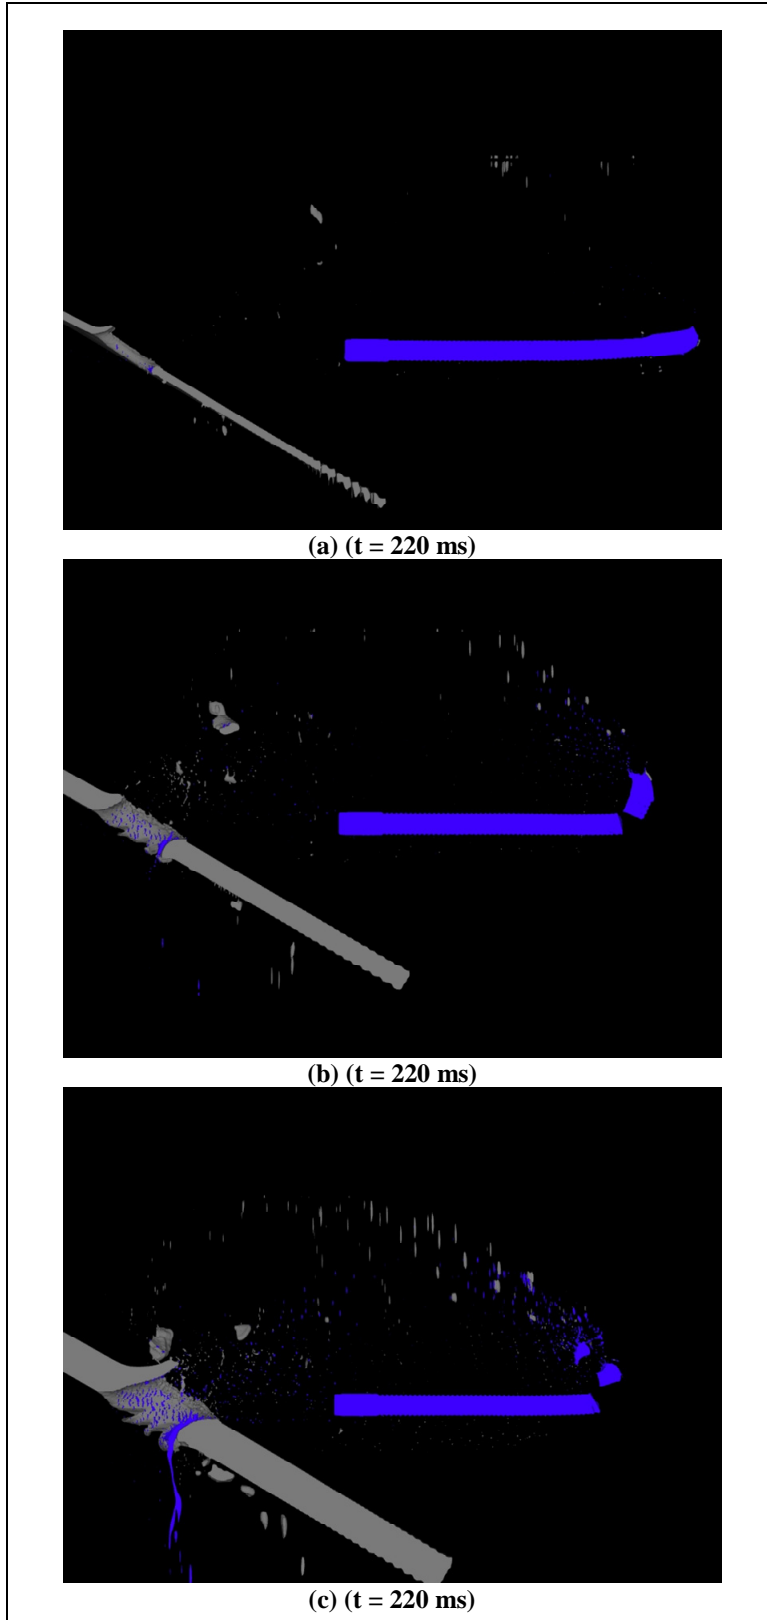 (a) (t = 220 ms)
(b) (t = 220 ms)
(c) (t = 220 ms)